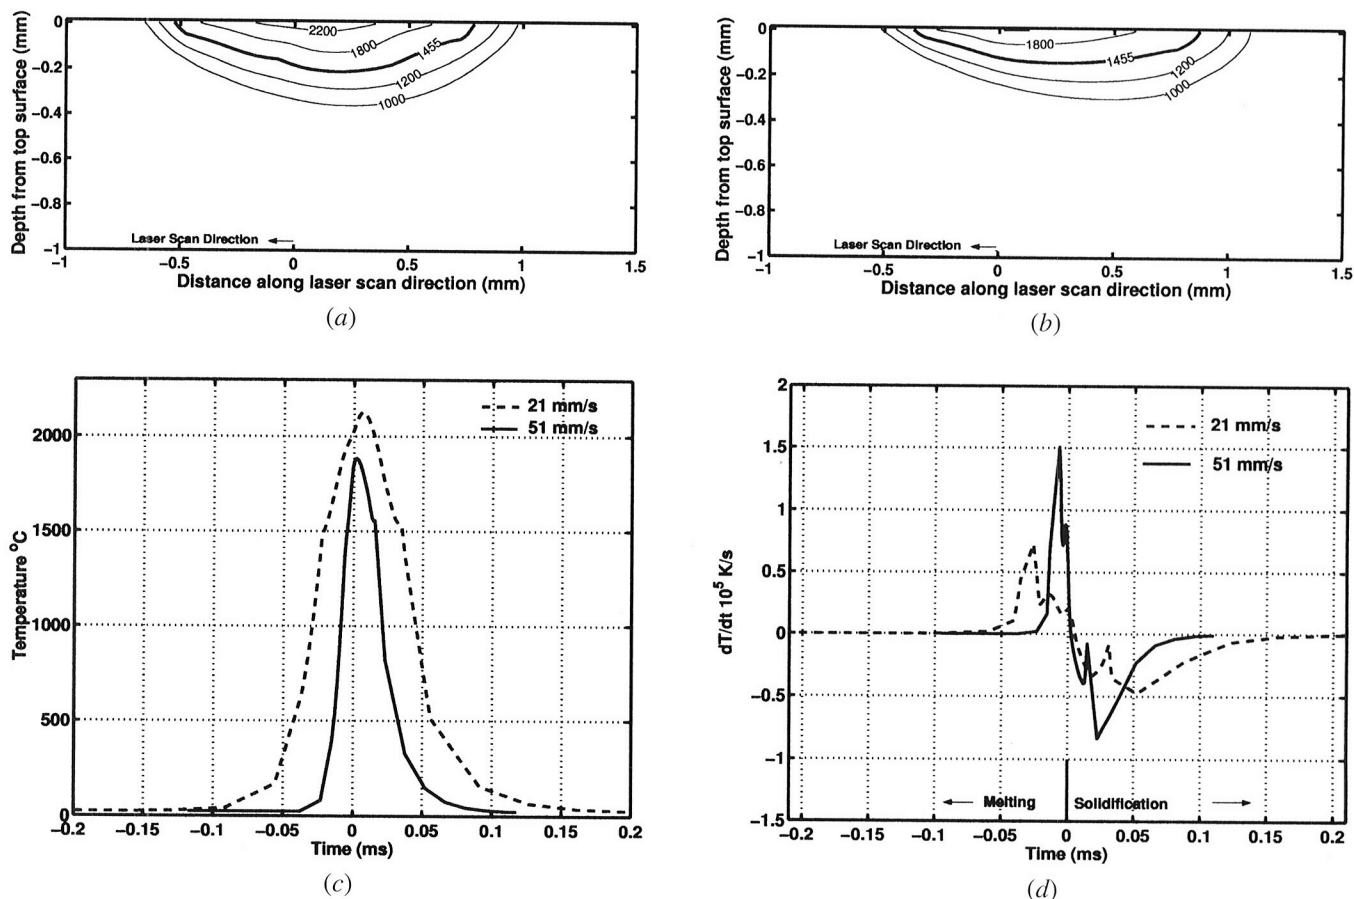 0
−0.2
−0.4
−0.6
−0.8
−1
Depth from top surface (mm)
2200
1800
1455
1200
1000
Laser Scan Direction ←
−1 −0.5 0 0.5 1 1.5
Distance along laser scan direction (mm)
(a)
0
−0.2
−0.4
−0.6
−0.8
−1
Depth from top surface (mm)
1800
1455
1200
1000
Laser Scan Direction ←
−1 −0.5 0 0.5 1 1.5
Distance along laser scan direction (mm)
(b)
2000
1500
1000
500
0
Temperature °C
21 mm/s
51 mm/s
−0.2 −0.15 −0.1 −0.05 0 0.05 0.1 0.15 0.2
Time (ms)
(c)
2
1.5
1
0.5
0
−0.5
−1
−1.5
dT/dt 10⁵ K/s
21 mm/s
51 mm/s
← Melting Solidification →
−0.2 −0.15 −0.1 −0.05 0 0.05 0.1 0.15 0.2
Time (ms)
(d)